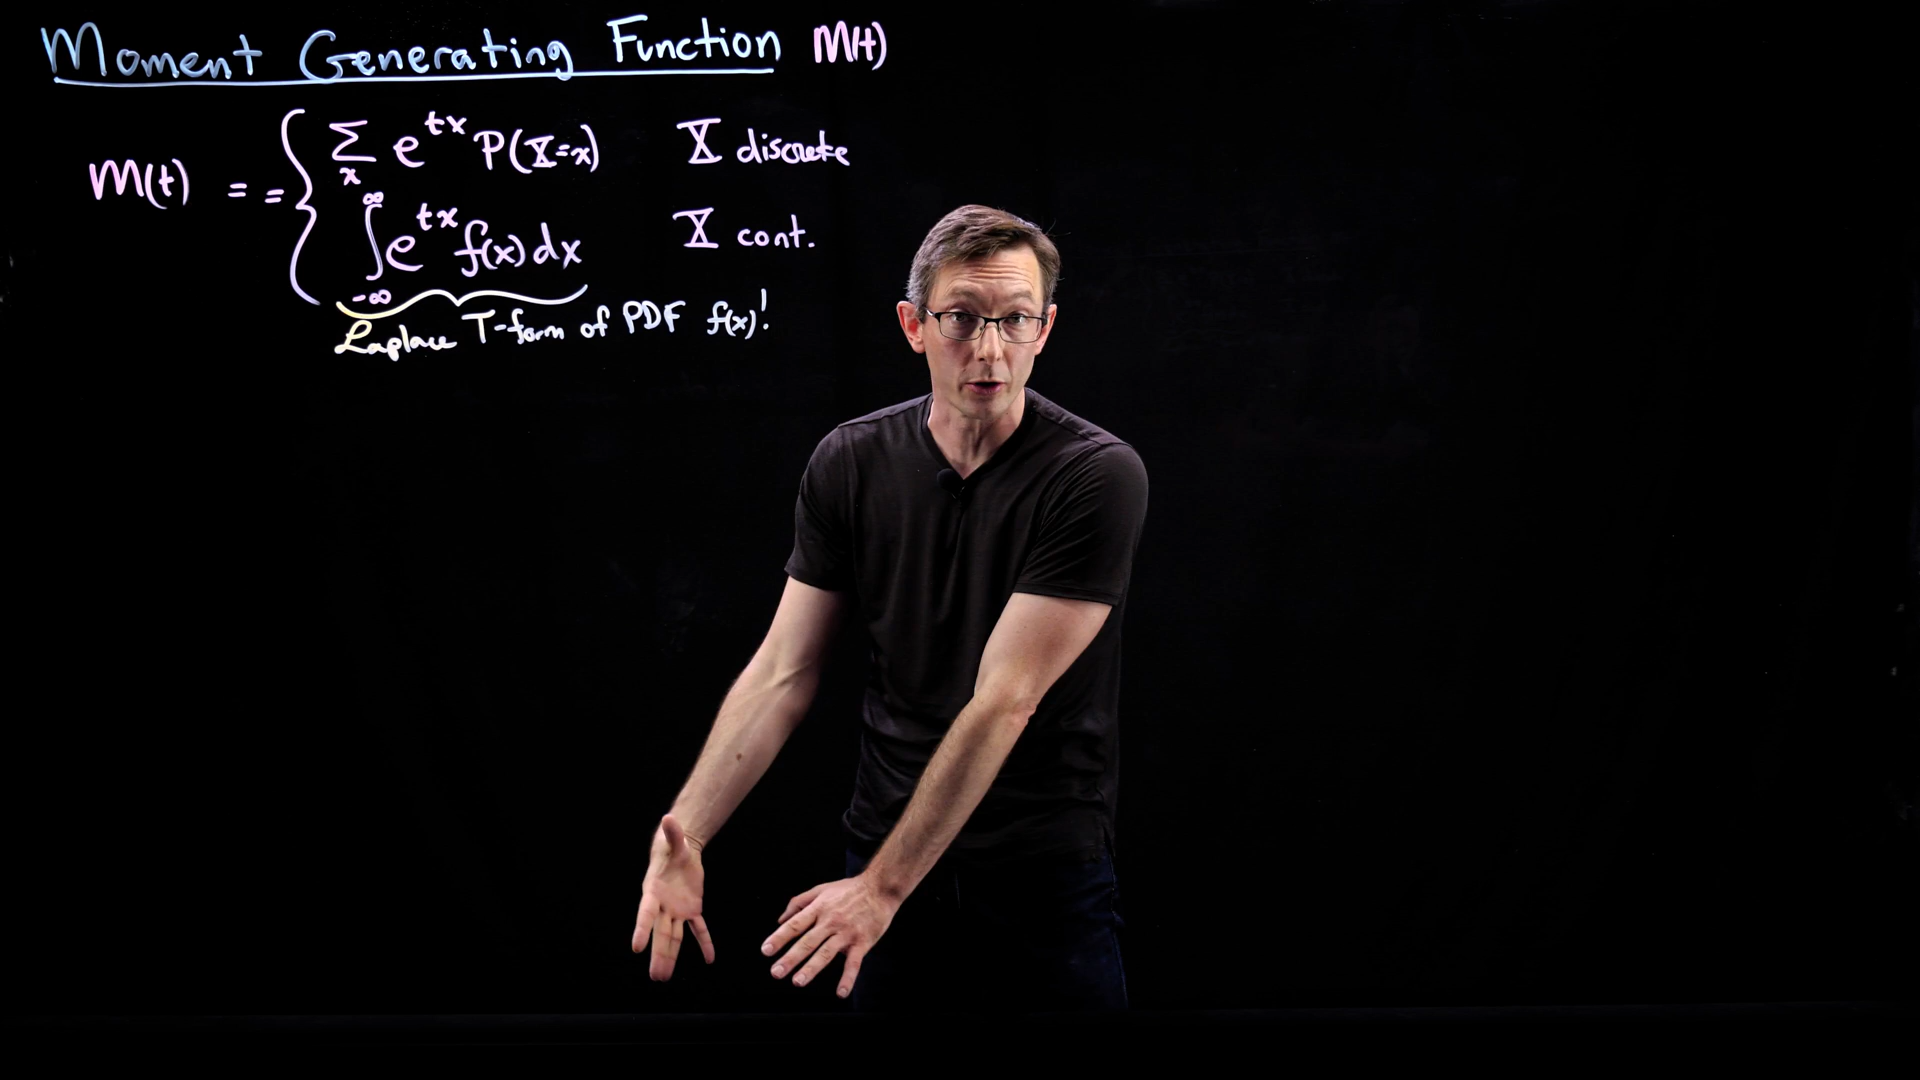 Moment Generating Function M(t)
M(t) = = { Σ_x e^{tx} P(X=x)   X discrete
∫_{-∞}^{∞} e^{tx} f(x) dx   X cont.
Laplace T-form of PDF f(x)!